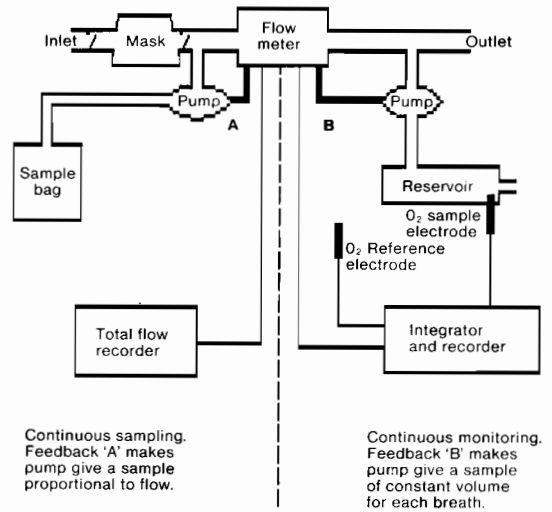 Inlet
Mask
Flow
meter
Outlet
Pump
A
B
Pump
Sample
bag
Reservoir
O₂ sample
electrode
O₂ Reference
electrode
Total flow
recorder
Integrator
and recorder
Continuous sampling.
Feedback 'A' makes
pump give a sample
proportional to flow.
Continuous monitoring.
Feedback 'B' makes
pump give a sample
of constant volume
for each breath.